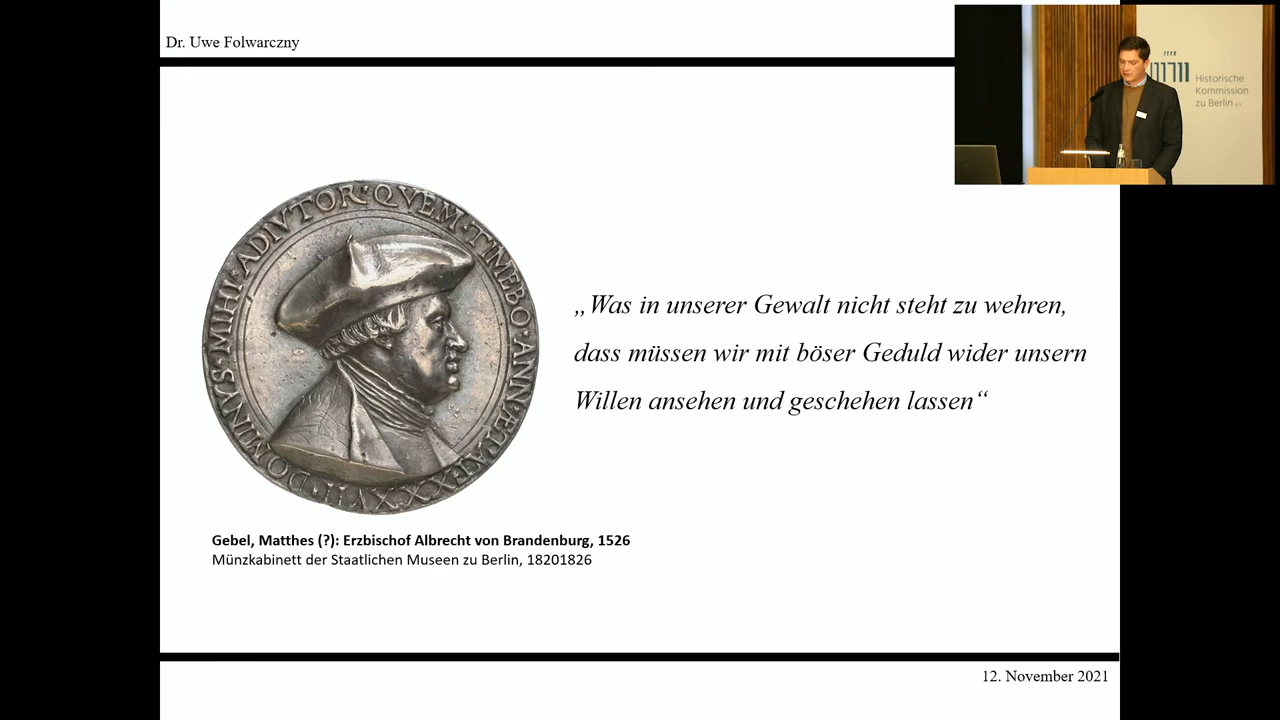 Dr. Uwe Folwarczny
Historische
Kommission
zu Berlin e.V.
DOMINVS·MIHI·ADIVTOR·QVEM·TIMEBO·ANN·ÆTAT·XXXVII·
„Was in unserer Gewalt nicht steht zu wehren,
dass müssen wir mit böser Geduld wider unsern
Willen ansehen und geschehen lassen“
Gebel, Matthes (?): Erzbischof Albrecht von Brandenburg, 1526
Münzkabinett der Staatlichen Museen zu Berlin, 18201826
12. November 2021